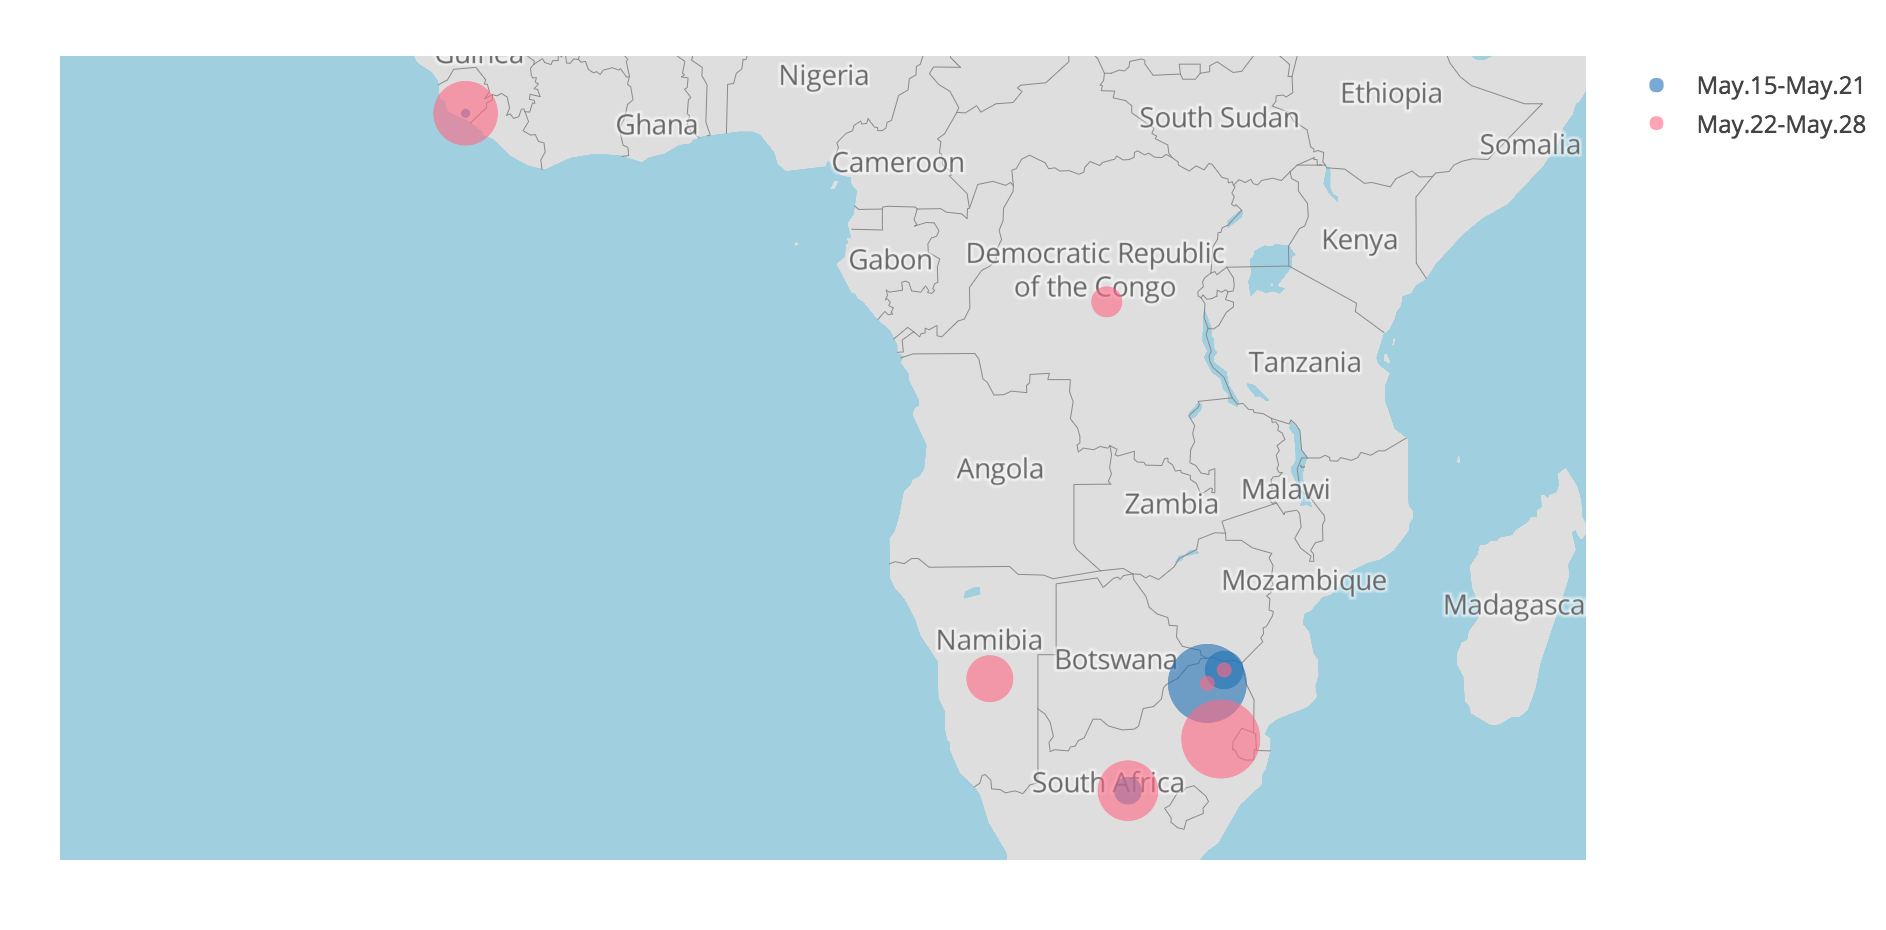 Guinea
Nigeria
Ethiopia
South Sudan
Ghana
Somalia
Cameroon
Kenya
Democratic Republic
of the Congo
Gabon
Tanzania
Angola
Malawi
Zambia
Mozambique
Madagasca
Namibia
Botswana
South Africa
May.15-May.21
May.22-May.28